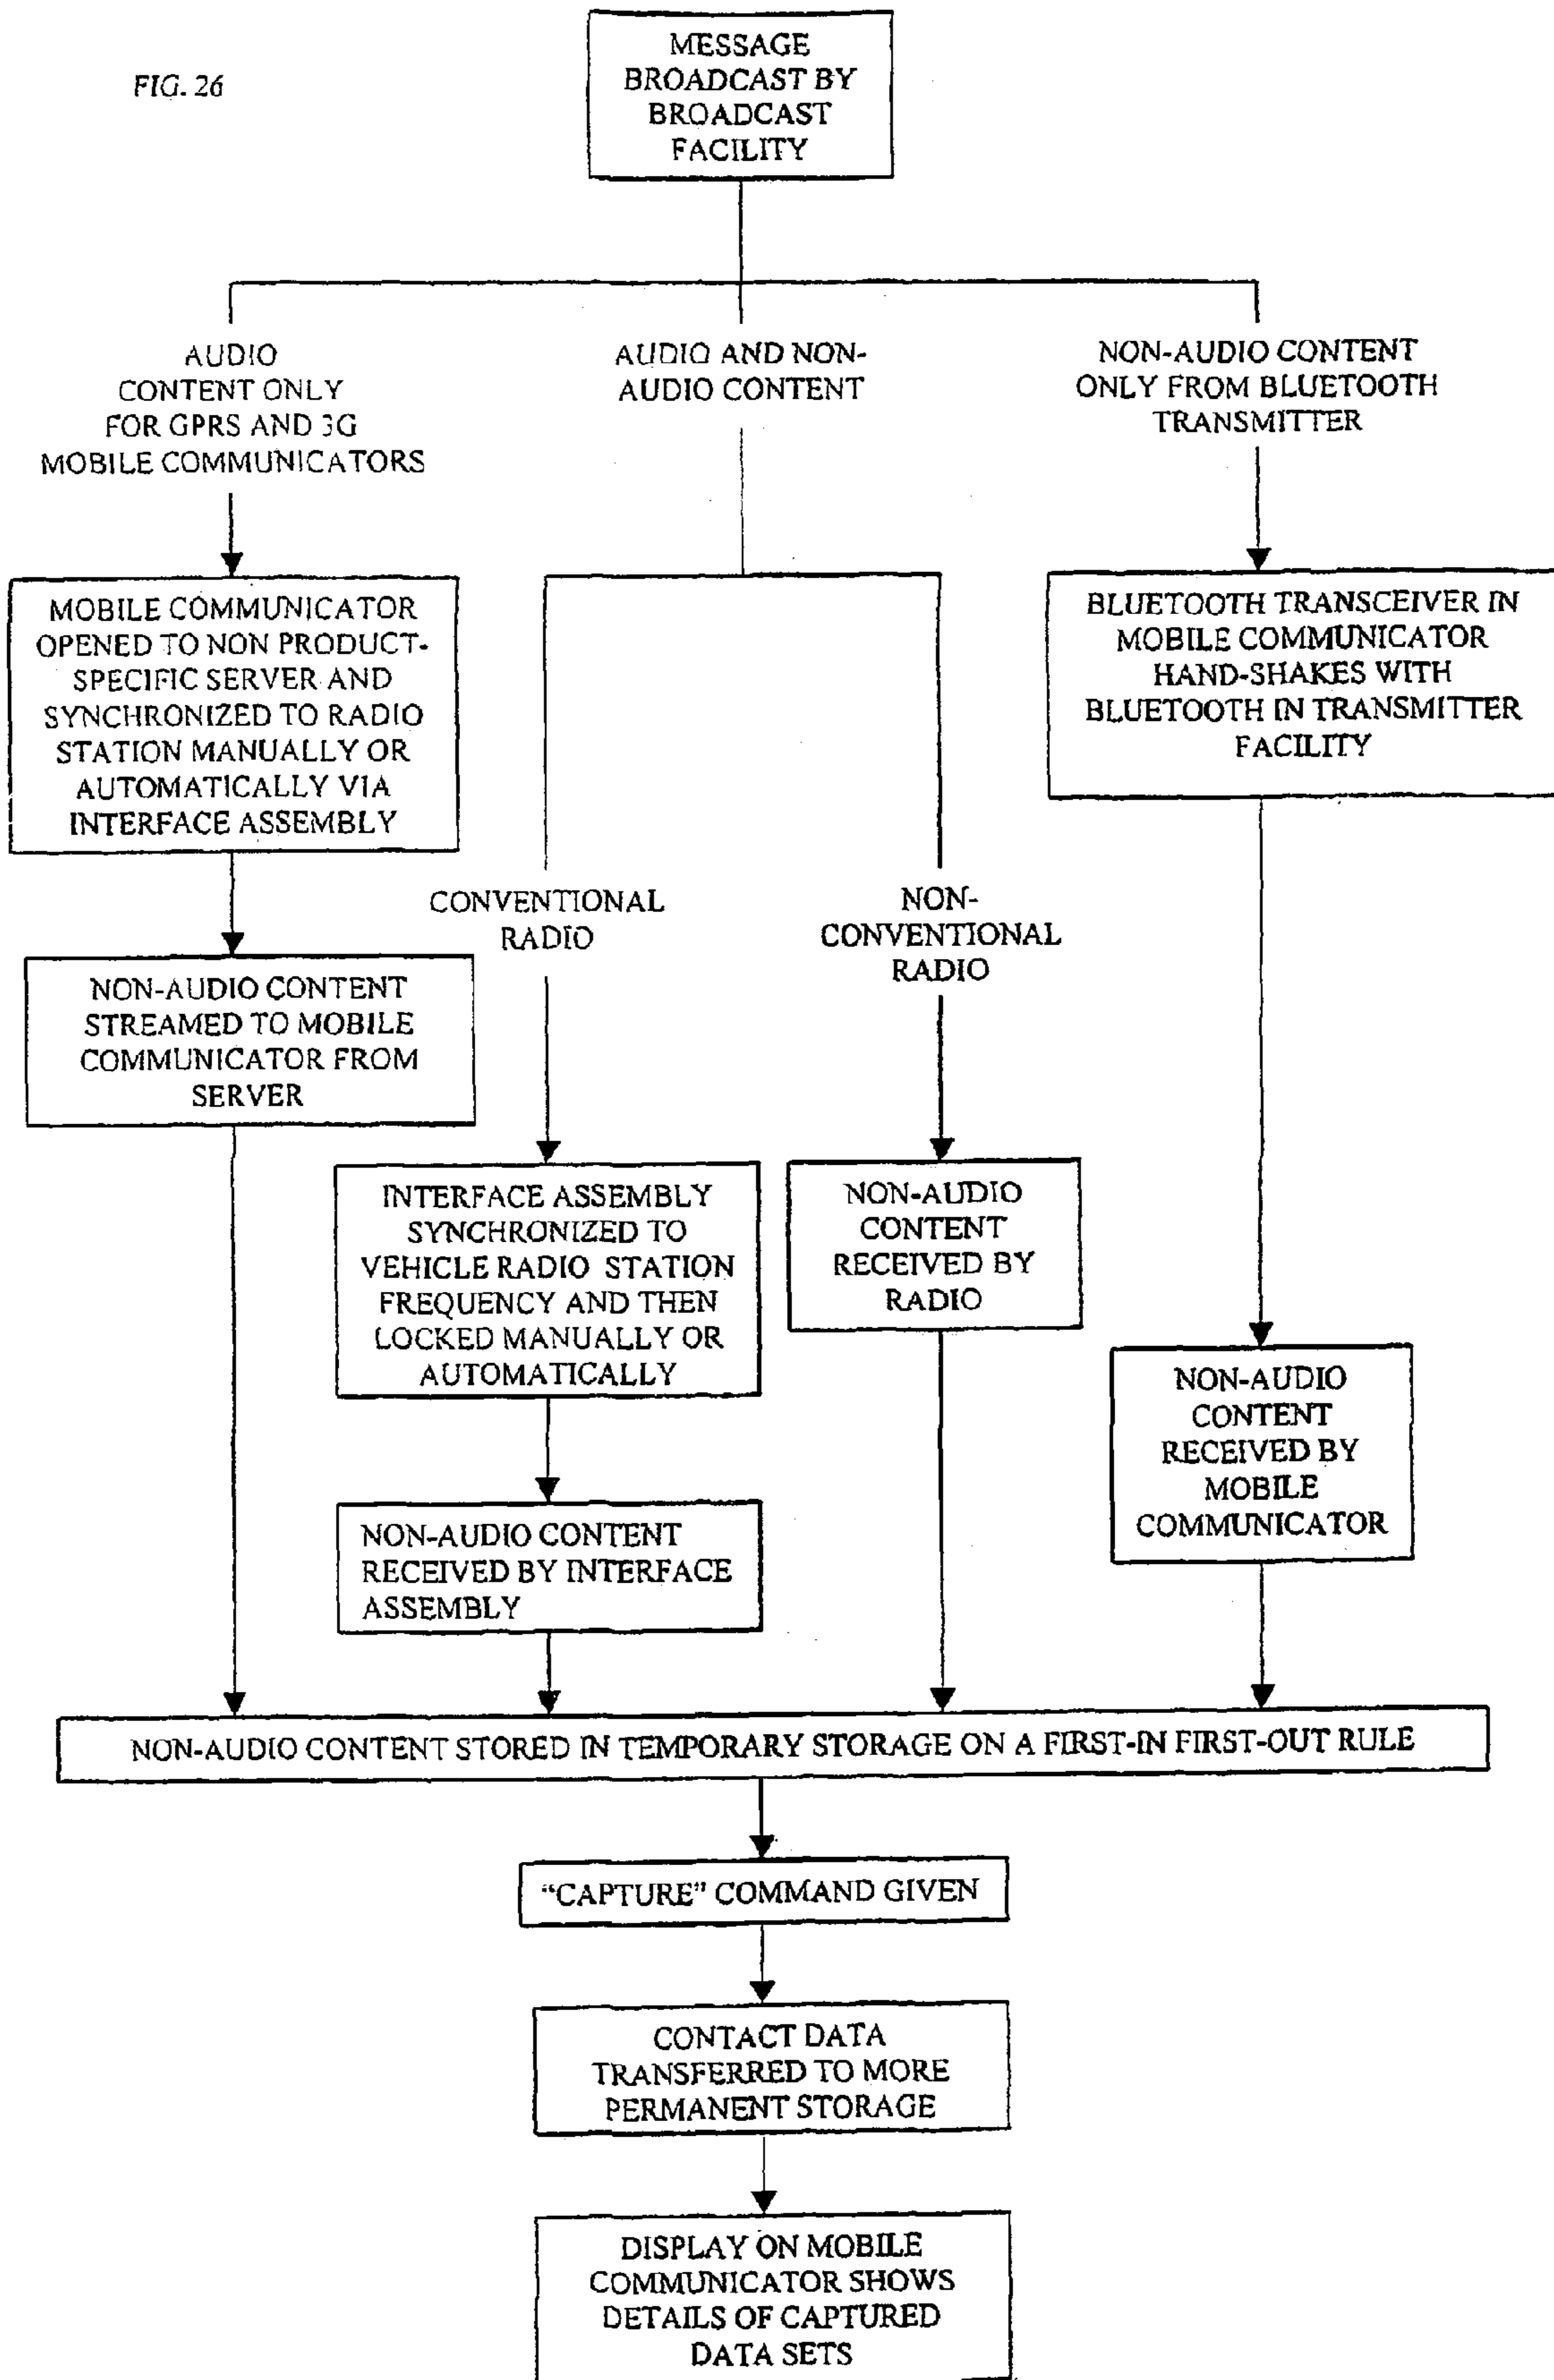 FIG. 26
MESSAGE
BROADCAST BY
BROADCAST
FACILITY
AUDIO
CONTENT ONLY
FOR GPRS AND 3G
MOBILE COMMUNICATORS
AUDIO AND NON-
AUDIO CONTENT
NON-AUDIO CONTENT
ONLY FROM BLUETOOTH
TRANSMITTER
MOBILE COMMUNICATOR
OPENED TO NON PRODUCT-
SPECIFIC SERVER AND
SYNCHRONIZED TO RADIO
STATION MANUALLY OR
AUTOMATICALLY VIA
INTERFACE ASSEMBLY
BLUETOOTH TRANSCEIVER IN
MOBILE COMMUNICATOR
HAND-SHAKES WITH
BLUETOOTH IN TRANSMITTER
FACILITY
CONVENTIONAL
RADIO
NON-
CONVENTIONAL
RADIO
NON-AUDIO CONTENT
STREAMED TO MOBILE
COMMUNICATOR FROM
SERVER
INTERFACE ASSEMBLY
SYNCHRONIZED TO
VEHICLE RADIO STATION
FREQUENCY AND THEN
LOCKED MANUALLY OR
AUTOMATICALLY
NON-AUDIO
CONTENT
RECEIVED BY
RADIO
NON-AUDIO
CONTENT
RECEIVED BY
MOBILE
COMMUNICATOR
NON-AUDIO CONTENT
RECEIVED BY INTERFACE
ASSEMBLY
NON-AUDIO CONTENT STORED IN TEMPORARY STORAGE ON A FIRST-IN FIRST-OUT RULE
"CAPTURE" COMMAND GIVEN
CONTACT DATA
TRANSFERRED TO MORE
PERMANENT STORAGE
DISPLAY ON MOBILE
COMMUNICATOR SHOWS
DETAILS OF CAPTURED
DATA SETS